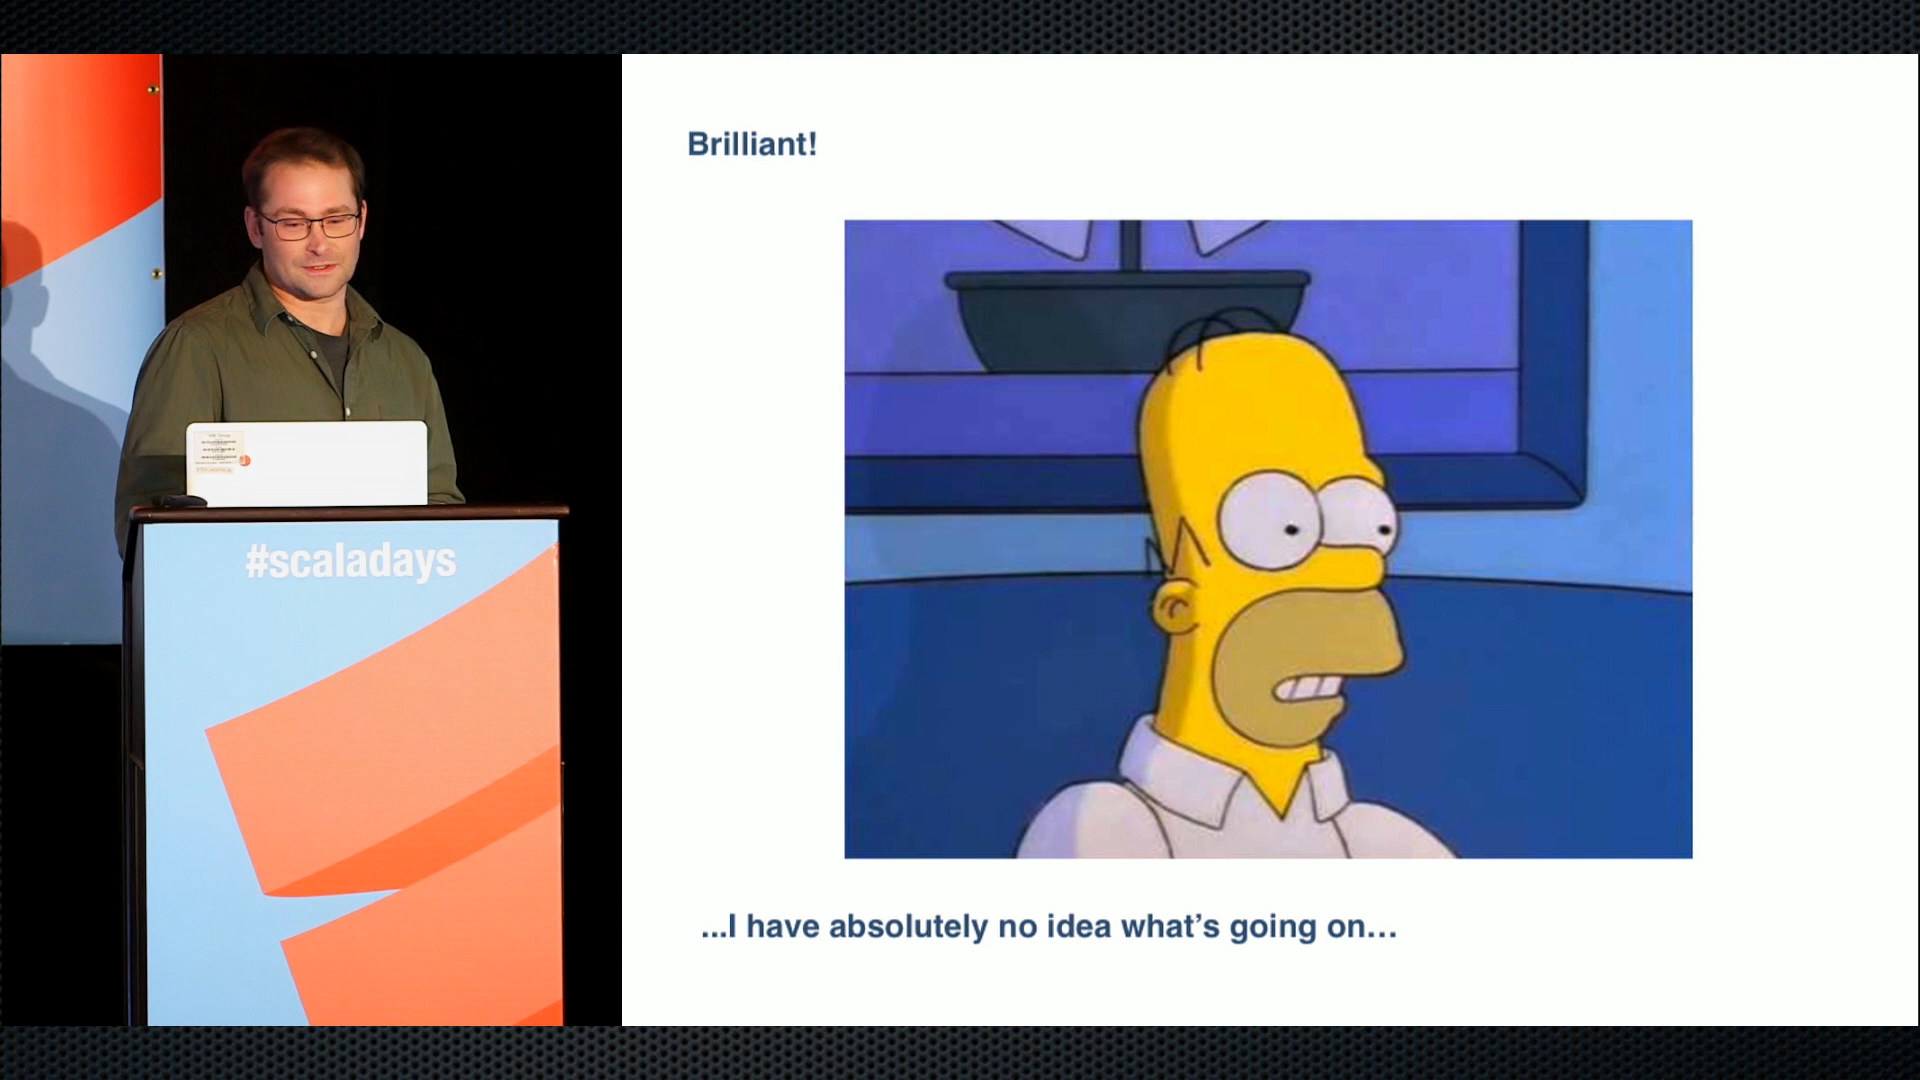 Brilliant!
#scaladays
...I have absolutely no idea what's going on...